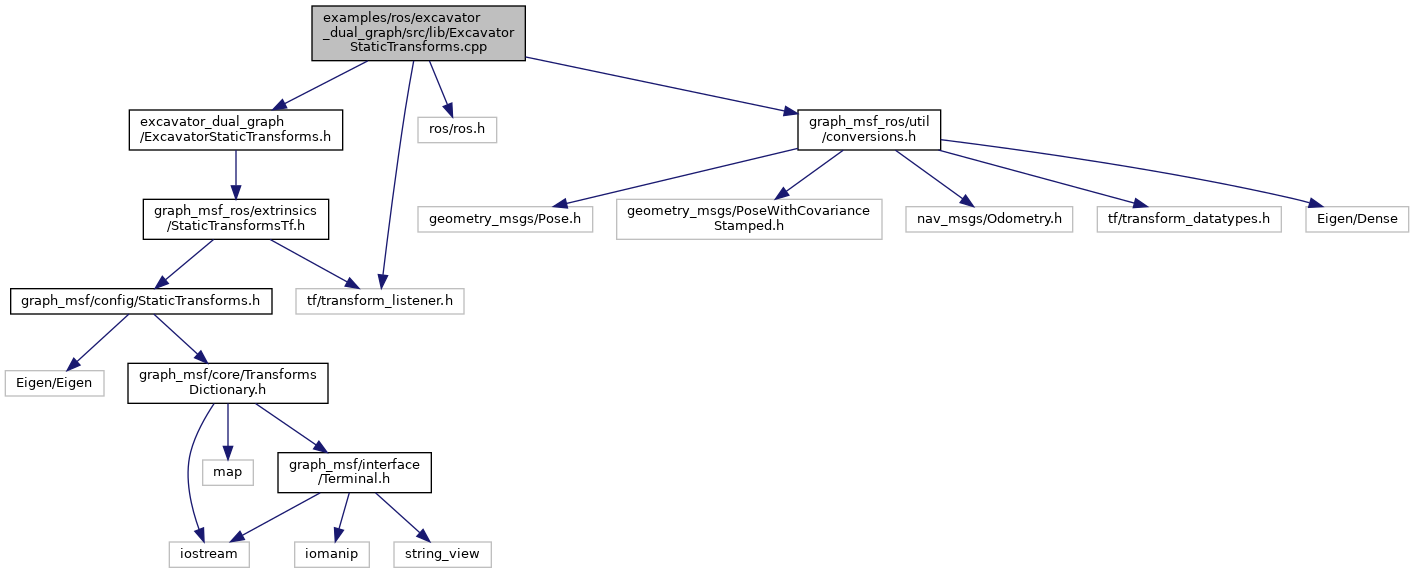 examples/ros/excavator
_dual_graph/src/lib/Excavator
StaticTransforms.cpp
excavator_dual_graph
/ExcavatorStaticTransforms.h
ros/ros.h
graph_msf_ros/util
/conversions.h
graph_msf_ros/extrinsics
/StaticTransformsTf.h
geometry_msgs/Pose.h
geometry_msgs/PoseWithCovariance
Stamped.h
nav_msgs/Odometry.h
tf/transform_datatypes.h
Eigen/Dense
graph_msf/config/StaticTransforms.h
tf/transform_listener.h
Eigen/Eigen
graph_msf/core/Transforms
Dictionary.h
map
graph_msf/interface
/Terminal.h
iostream
iomanip
string_view